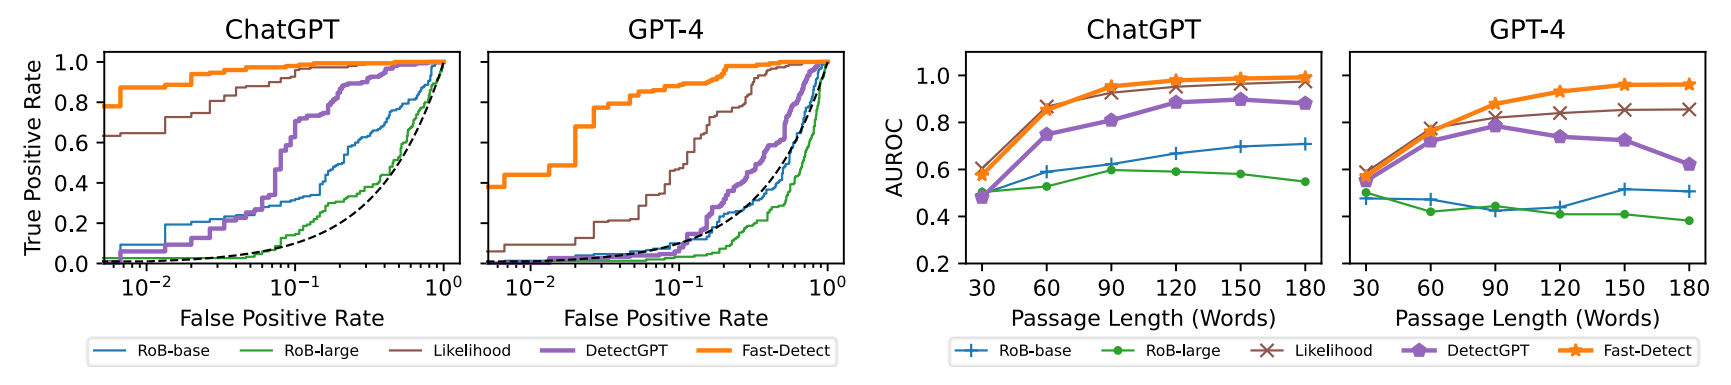 ChatGPT
GPT-4
True Positive Rate
1.0
0.8
0.6
0.4
0.2
0.0
10⁻² 10⁻¹ 10⁰
10⁻² 10⁻¹ 10⁰
False Positive Rate
False Positive Rate
RoB-base RoB-large Likelihood DetectGPT Fast-Detect
ChatGPT
GPT-4
AUROC
1.0
0.8
0.6
0.4
0.2
30 60 90 120 150 180
30 60 90 120 150 180
Passage Length (Words)
Passage Length (Words)
RoB-base RoB-large Likelihood DetectGPT Fast-Detect